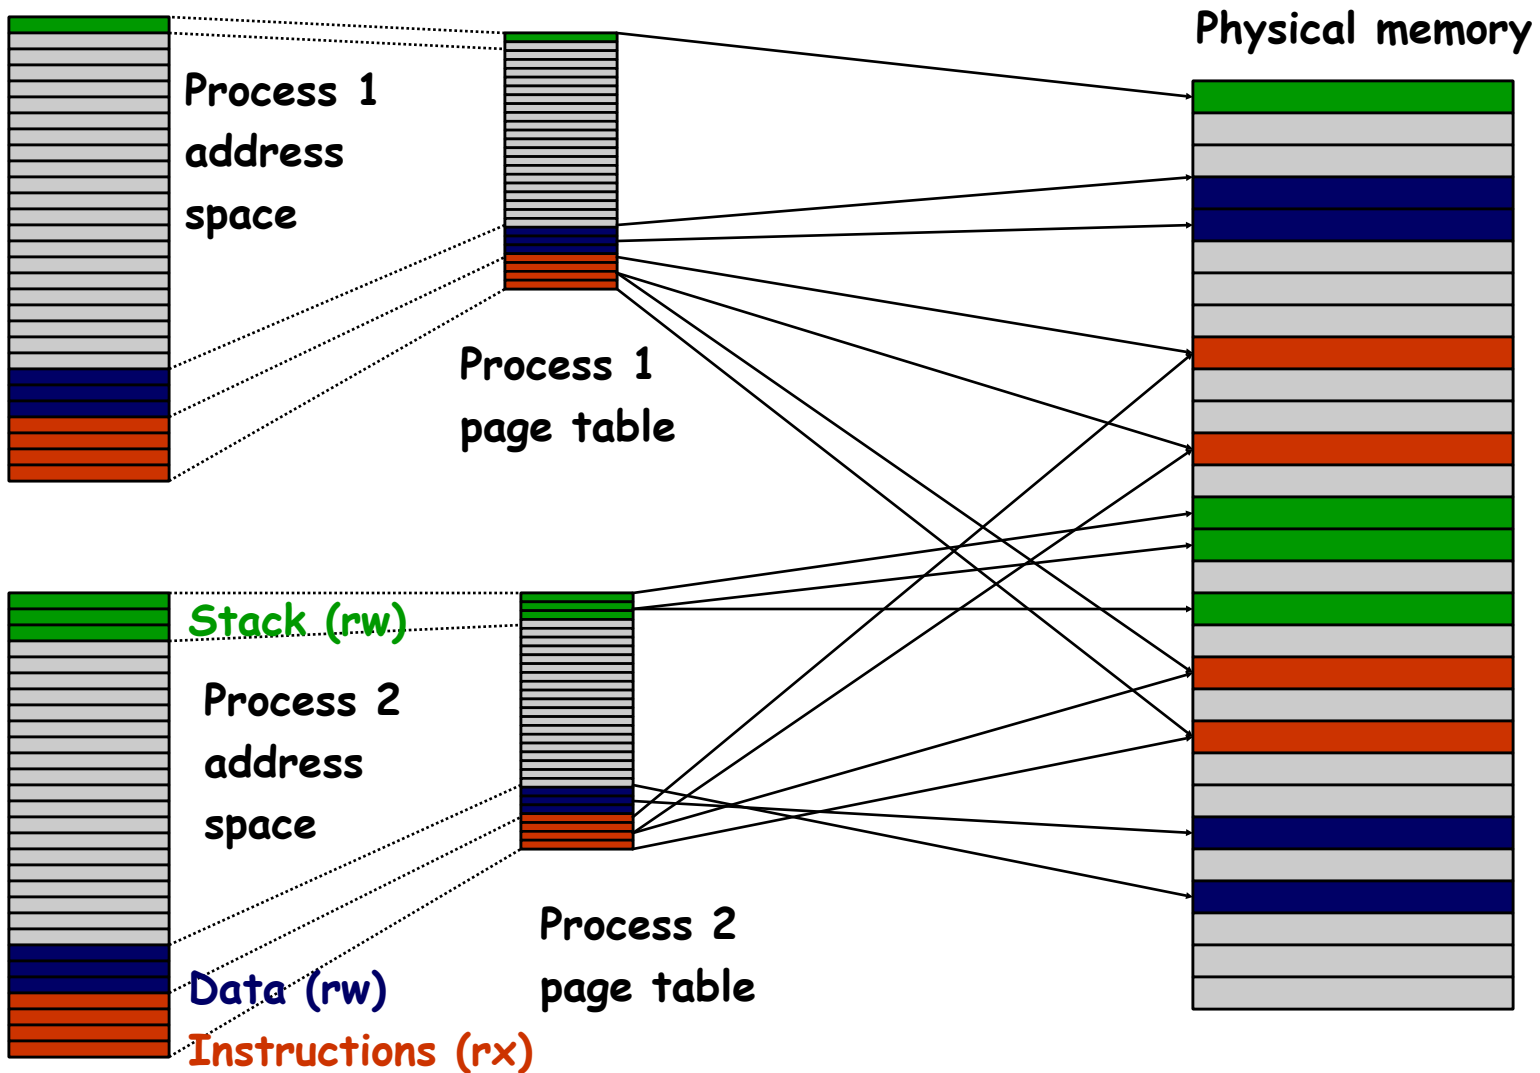 Physical memory
Process 1
address
space
Process 1
page table
Stack (rw)
Process 2
address
space
Process 2
page table
Data (rw)
Instructions (rx)